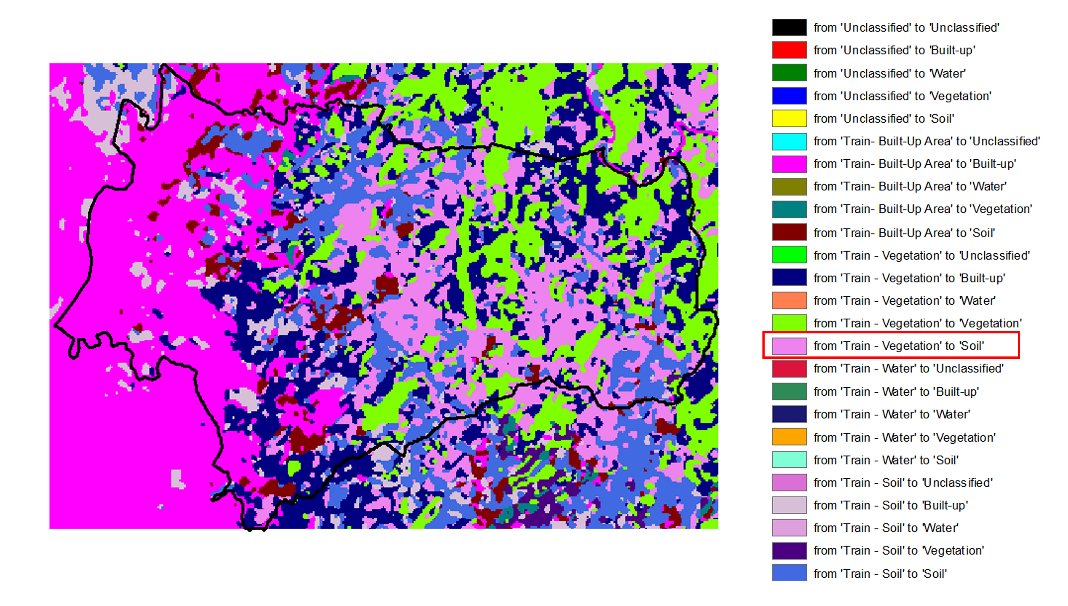 from 'Unclassified' to 'Unclassified'
from 'Unclassified' to 'Built-up'
from 'Unclassified' to 'Water'
from 'Unclassified' to 'Vegetation'
from 'Unclassified' to 'Soil'
from 'Train- Built-Up Area' to 'Unclassified'
from 'Train- Built-Up Area' to 'Built-up'
from 'Train- Built-Up Area' to 'Water'
from 'Train- Built-Up Area' to 'Vegetation'
from 'Train- Built-Up Area' to 'Soil'
from 'Train - Vegetation' to 'Unclassified'
from 'Train - Vegetation' to 'Built-up'
from 'Train - Vegetation' to 'Water'
from 'Train - Vegetation' to 'Vegetation'
from 'Train - Vegetation' to 'Soil'
from 'Train - Water' to 'Unclassified'
from 'Train - Water' to 'Built-up'
from 'Train - Water' to 'Water'
from 'Train - Water' to 'Vegetation'
from 'Train - Water' to 'Soil'
from 'Train - Soil' to 'Unclassified'
from 'Train - Soil' to 'Built-up'
from 'Train - Soil' to 'Water'
from 'Train - Soil' to 'Vegetation'
from 'Train - Soil' to 'Soil'